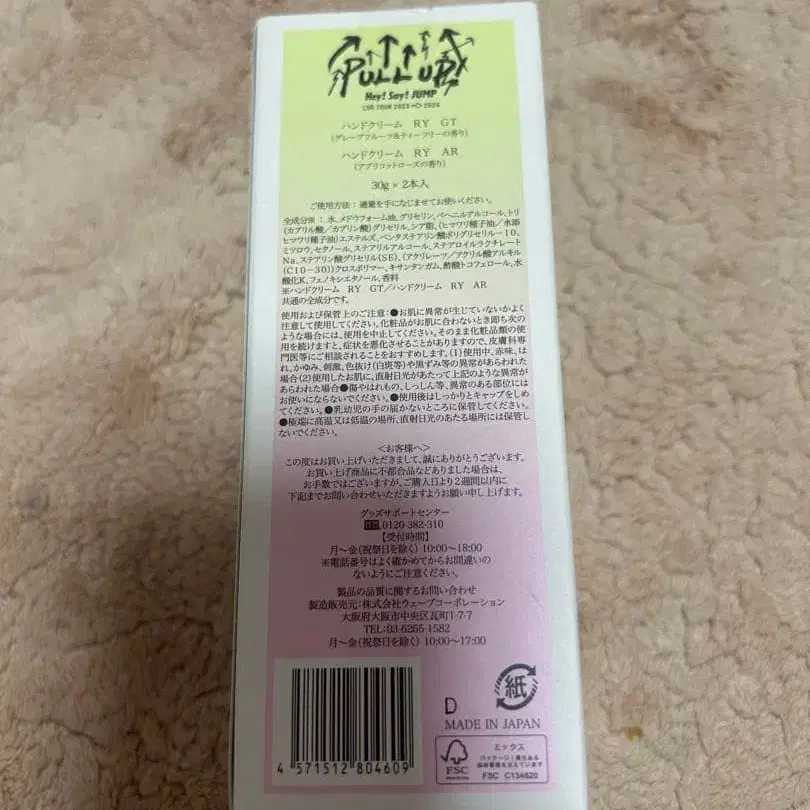 PULL UP!
Hey! Say! JUMP
LIVE TOUR 2023-2024
ハンドクリーム RY GT
(グレープフルーツ&ティーツリーの香り)
ハンドクリーム RY AR
(アプリコットローズの香り)
30g×2本入
ご使用方法:適量を手になじませてお使いください。
全成分※:水、メドウフォーム油、グリセリン、ベヘニルアルコール、トリ
(カプリル酸/カプリン酸)グリセリル、シア脂、(ヒマワリ種子油/水添
ヒマワリ種子油)エステルズ、ペンタステアリン酸ポリグリセリル-10、
ミツロウ、セタノール、ステアリルアルコール、ステアロイルラクチレート
Na、ステアリン酸グリセリル(SE)、(アクリレーツ/アクリル酸アルキル
(C10-30))クロスポリマー、キサンタンガム、酢酸トコフェロール、水
酸化K、フェノキシエタノール、香料
※ハンドクリーム RY GT/ハンドクリーム RY AR
共通の全成分です。
使用および保管上のご注意:●お肌に異常が生じていないかよく
注意して使用してください。化粧品がお肌に合わないとき即ち次の
ような場合には、使用を中止してください。そのまま化粧品類の使用
を続けますと、症状を悪化させることがありますので、皮膚科専
門医等にご相談されることをおすすめします。(1)使用中、赤味、は
れ、かゆみ、刺激、色抜け(白斑等)や黒ずみ等の異常があらわれた
場合(2)使用したお肌に、直射日光があたって上記のような異常が
あらわれた場合●傷やはれもの、しっしん等、異常のある部位には
お使いにならないでください。●使用後はしっかりとキャップをしめ
てください。●乳幼児の手の届かないところに保管してください。
●極端に高温又は低温の場所、直射日光のあたる場所には保管し
ないでください。
<お客様へ>
この度はお買い上げいただきまして、誠にありがとうございます。
お買い上げ商品に不都合品などありました場合は、
お手数ではございますが、ご購入日より2週間以内に
下記までお問い合わせいただきますようお願い申し上げます。
グッズサポートセンター
0120-382-310
【受付時間】
月〜金(祝祭日を除く) 10:00〜18:00
※電話番号はよく確かめてからお間違いの
ないようにご注意ください。
製品の品質に関するお問い合わせ
製造販売元:株式会社ウェーブコーポレーション
大阪府大阪市中央区瓦町1-7-7
TEL:03-6265-1582
月〜金(祝祭日を除く) 10:00〜17:00
4 571512 804609
D
紙
MADE IN JAPAN
FSC
ミックス
パッケージ|責任ある
森林管理を支えています
FSC C134620